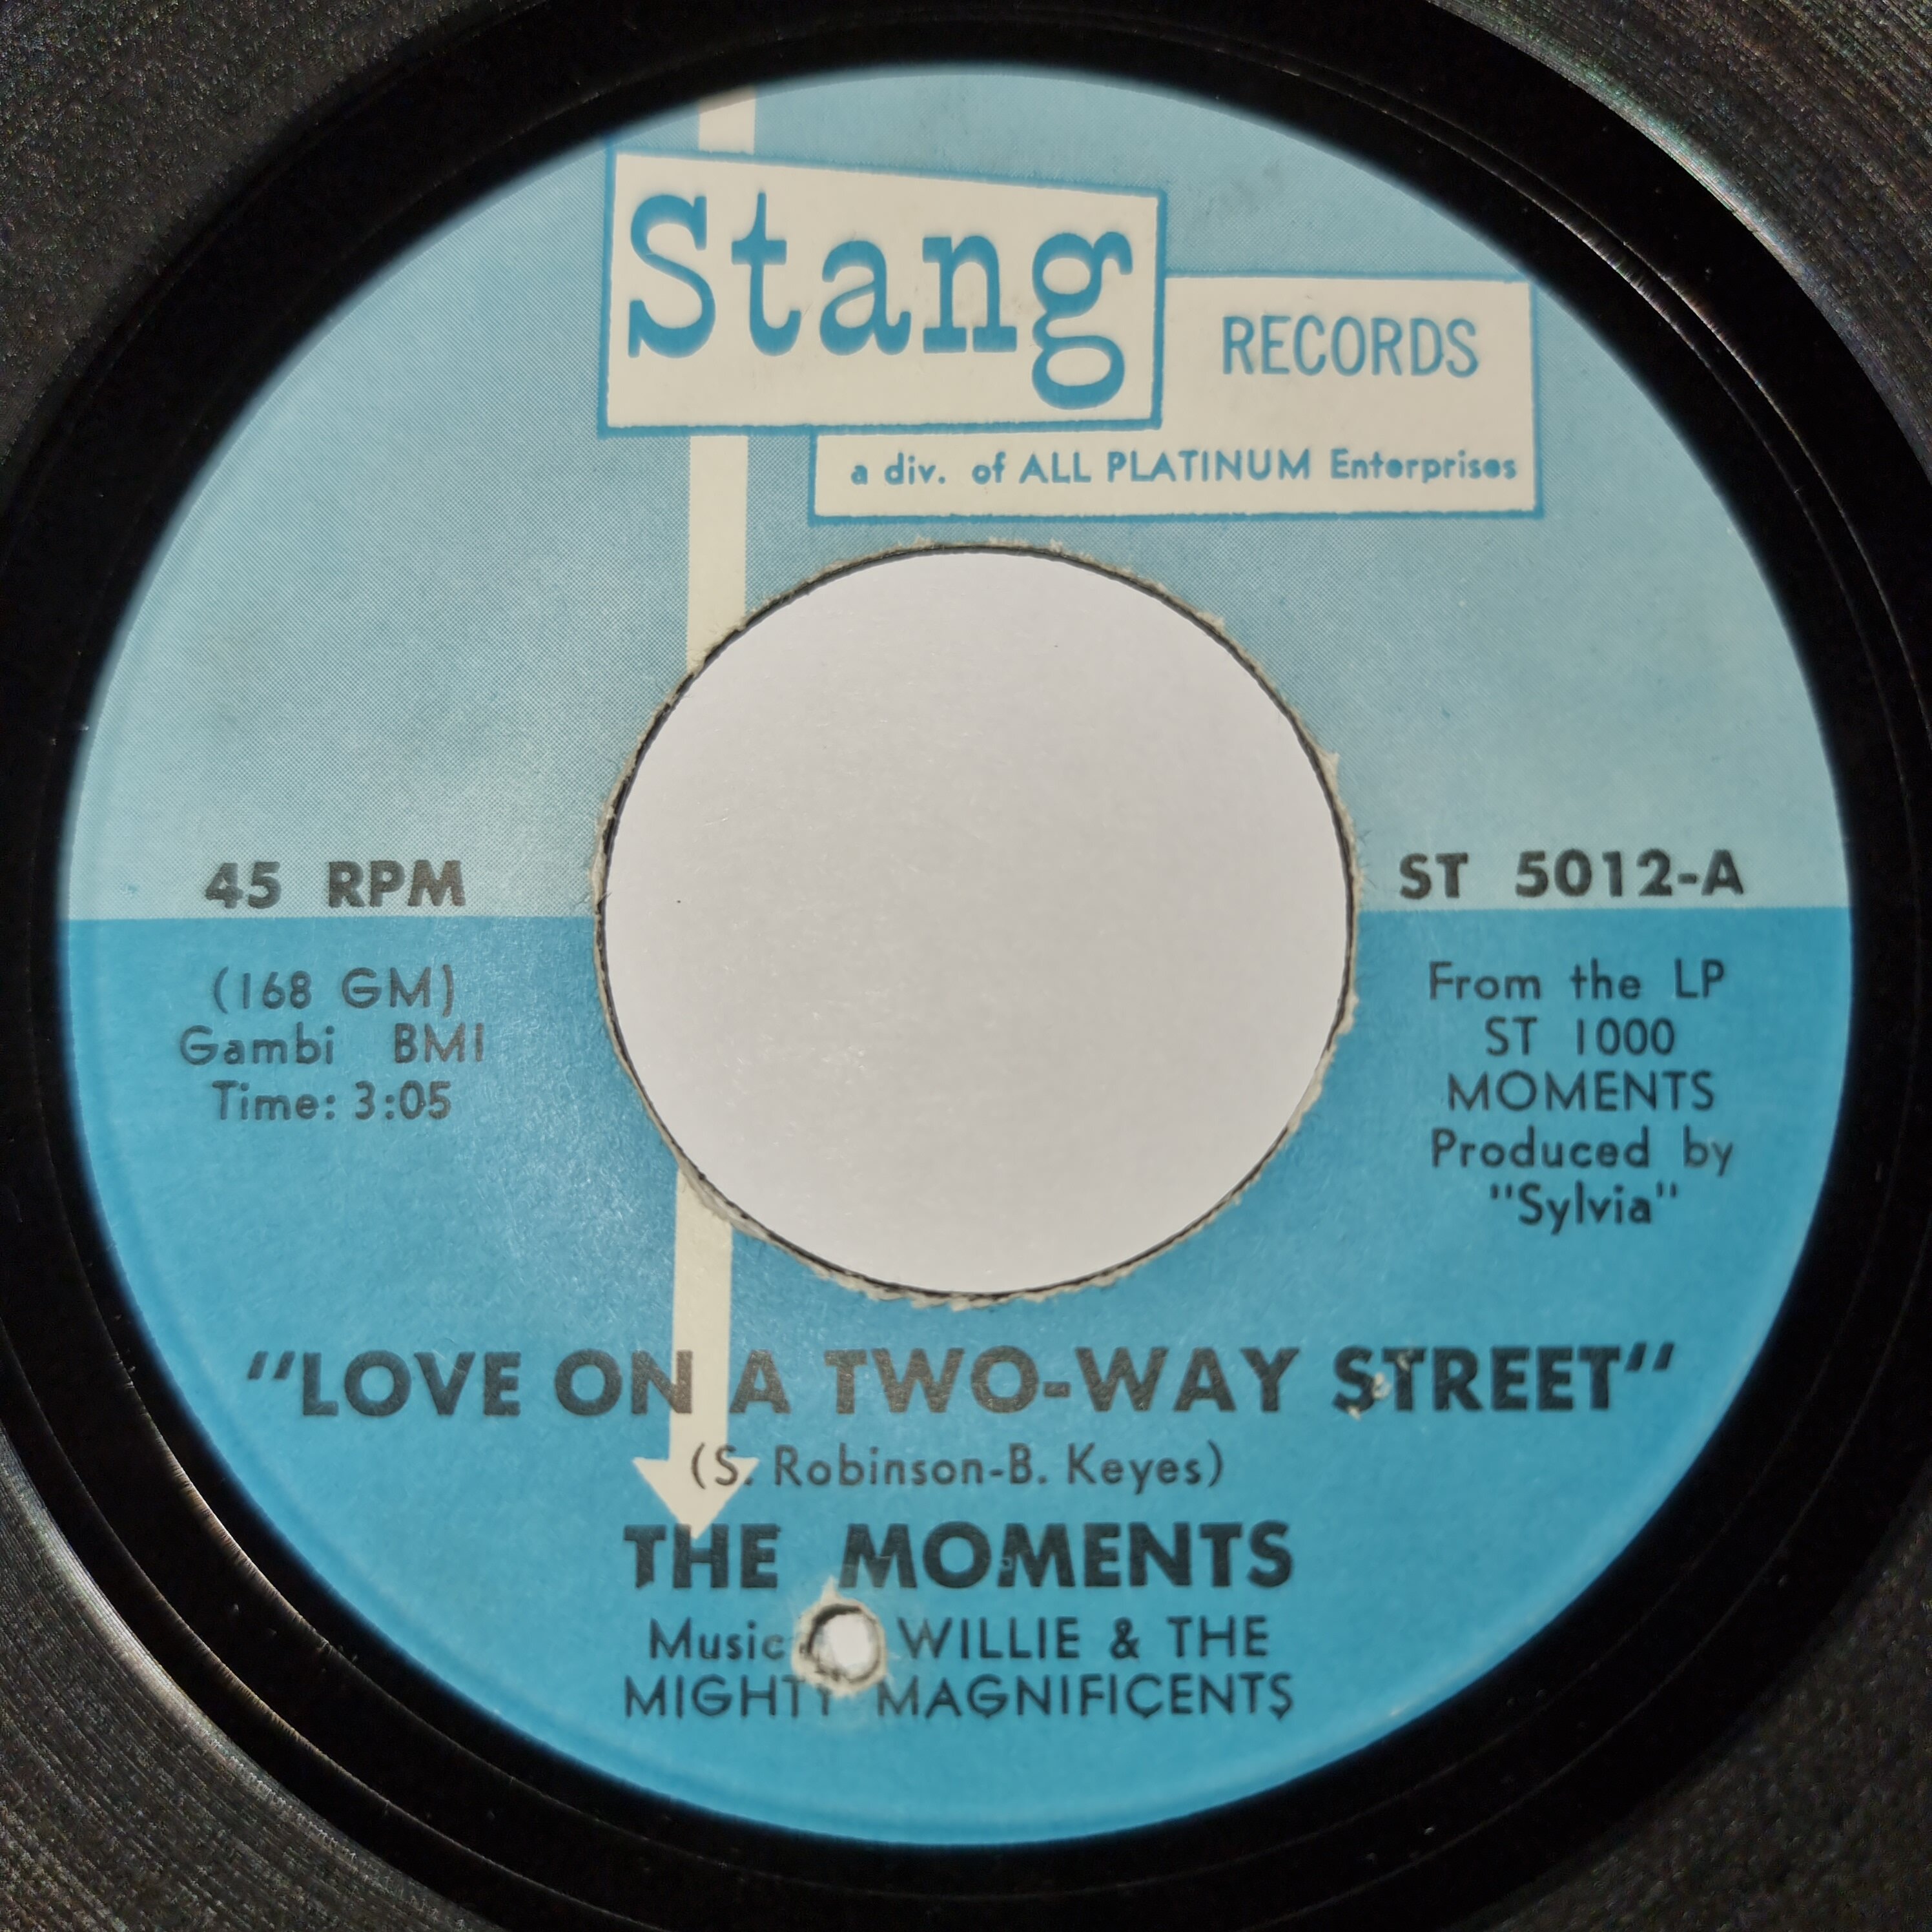 Stang
RECORDS
a div. of ALL PLATINUM Enterprises
45 RPM
ST 5012-A
(168 GM)
Gambi BMI
Time: 3:05
From the LP
ST 1000
MOMENTS
Produced by
"Sylvia"
"LOVE ON A TWO-WAY STREET"
(S. Robinson-B. Keyes)
THE MOMENTS
Music WILLIE & THE
MIGHTY MAGNIFICENTS